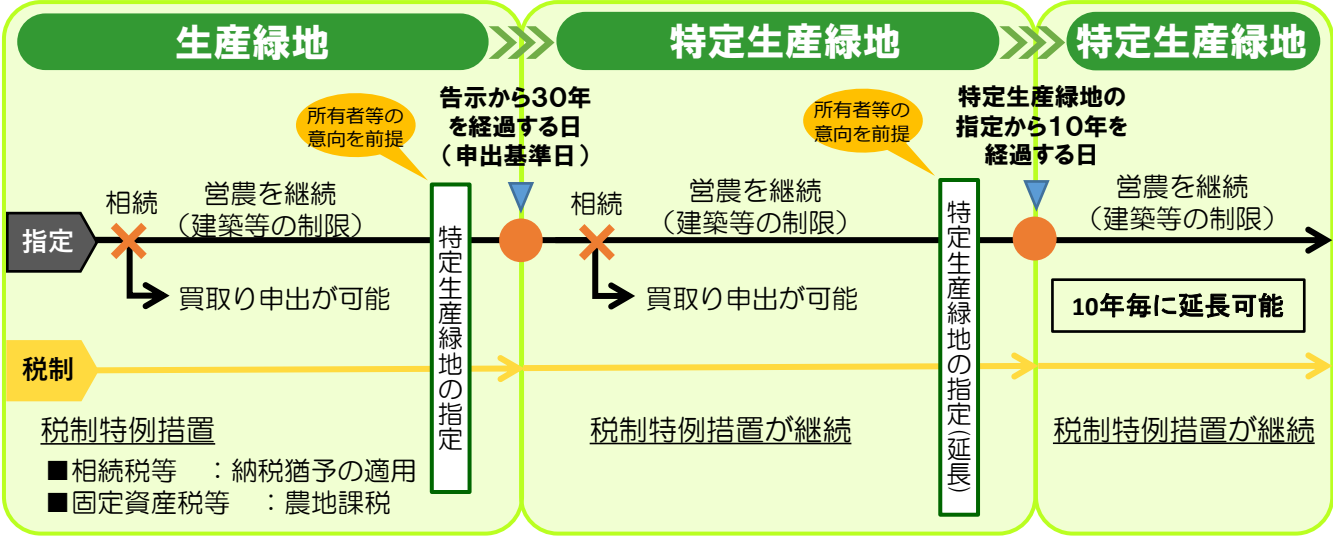 生産緑地
特定生産緑地
特定生産緑地
所有者等の
意向を前提
告示から30年
を経過する日
（申出基準日）
所有者等の
意向を前提
特定生産緑地の
指定から10年を
経過する日
指定
相続
営農を継続
（建築等の制限）
買取り申出が可能
特定生産緑地の指定
相続
営農を継続
（建築等の制限）
買取り申出が可能
特定生産緑地の指定（延長）
営農を継続
（建築等の制限）
10年毎に延長可能
税制
税制特例措置
■相続税等　：納税猶予の適用
■固定資産税等　：農地課税
税制特例措置が継続
税制特例措置が継続